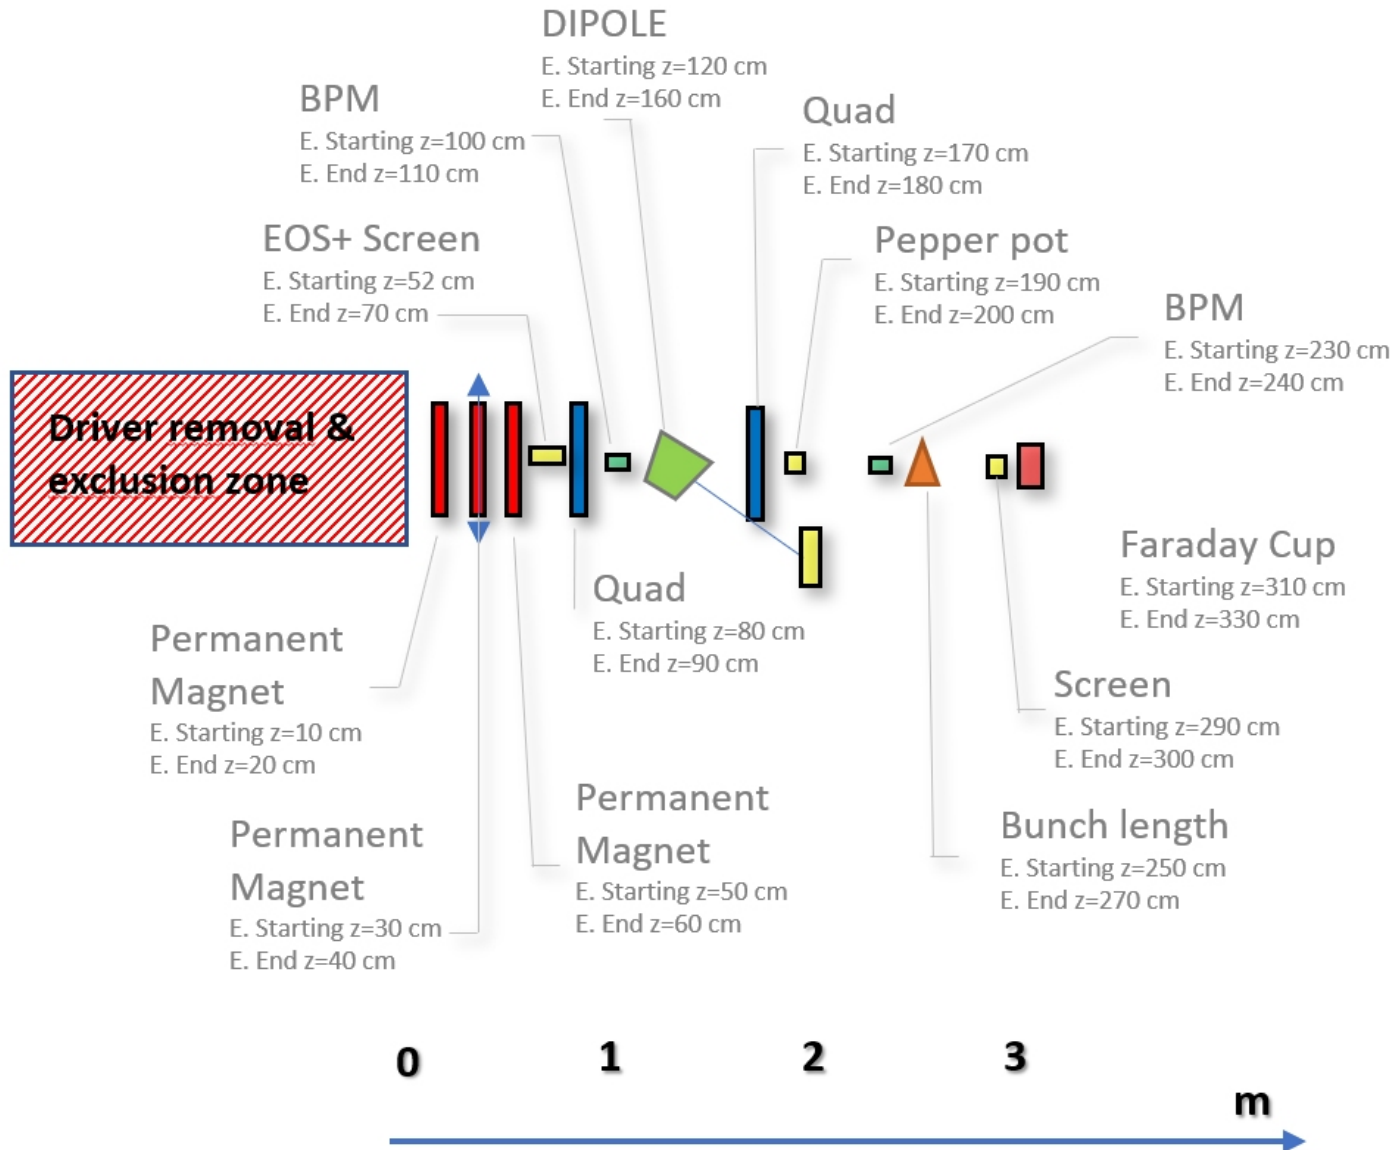 DIPOLE
E. Starting z=120 cm
E. End z=160 cm
BPM
E. Starting z=100 cm
E. End z=110 cm
Quad
E. Starting z=170 cm
E. End z=180 cm
EOS+ Screen
E. Starting z=52 cm
E. End z=70 cm
Pepper pot
E. Starting z=190 cm
E. End z=200 cm
BPM
E. Starting z=230 cm
E. End z=240 cm
Driver removal &
exclusion zone
Faraday Cup
E. Starting z=310 cm
E. End z=330 cm
Quad
E. Starting z=80 cm
E. End z=90 cm
Permanent
Magnet
E. Starting z=10 cm
E. End z=20 cm
Screen
E. Starting z=290 cm
E. End z=300 cm
Permanent
Magnet
E. Starting z=50 cm
E. End z=60 cm
Permanent
Magnet
E. Starting z=30 cm
E. End z=40 cm
Bunch length
E. Starting z=250 cm
E. End z=270 cm
0 1 2 3
m